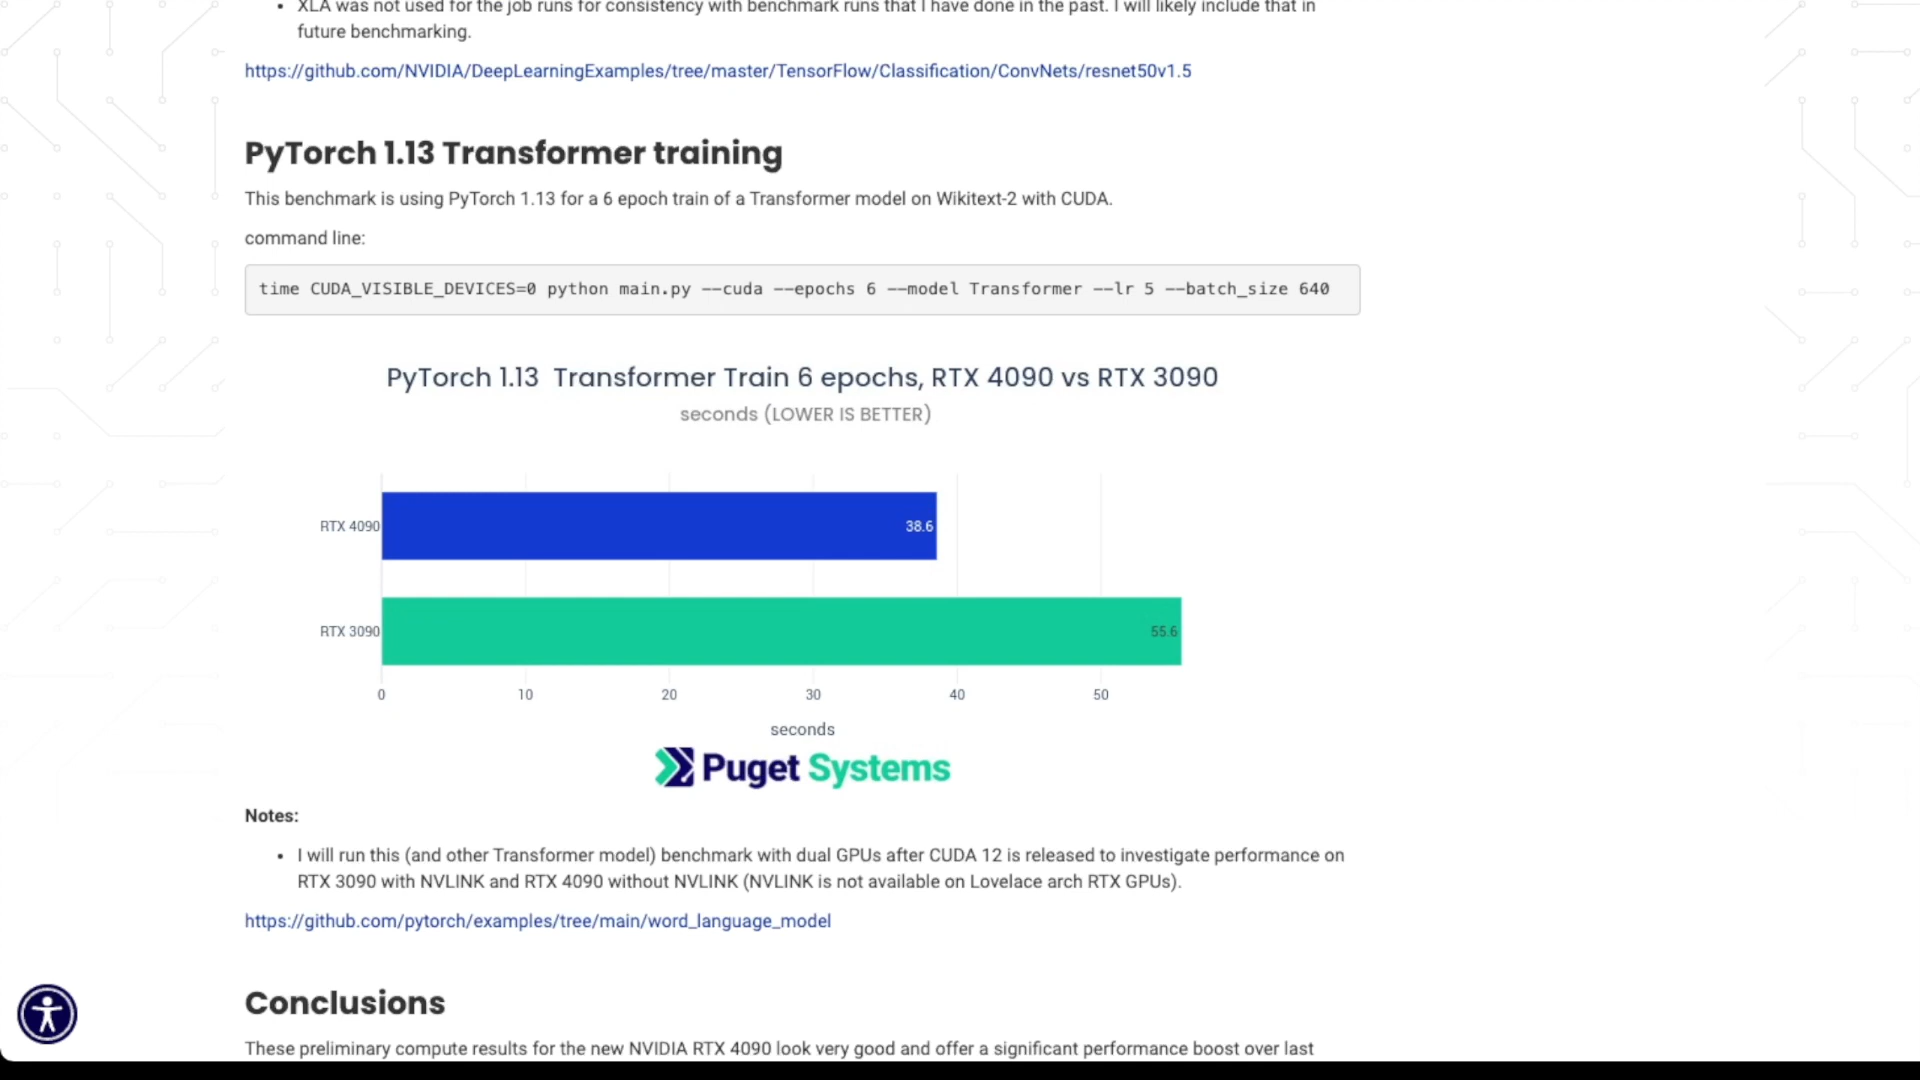 XLA was not used for the job runs for consistency with benchmark runs that I have done in the past. I will likely include that in
future benchmarking.
https://github.com/NVIDIA/DeepLearningExamples/tree/master/TensorFlow/Classification/ConvNets/resnet50v1.5
PyTorch 1.13 Transformer training
This benchmark is using PyTorch 1.13 for a 6 epoch train of a Transformer model on Wikitext-2 with CUDA.
command line:
time CUDA_VISIBLE_DEVICES=0 python main.py --cuda --epochs 6 --model Transformer --lr 5 --batch_size 640
PyTorch 1.13 Transformer Train 6 epochs, RTX 4090 vs RTX 3090
seconds (LOWER IS BETTER)
RTX 4090 38.6
RTX 3090 55.6
0 10 20 30 40 50
seconds
Puget Systems
Notes:
I will run this (and other Transformer model) benchmark with dual GPUs after CUDA 12 is released to investigate performance on
RTX 3090 with NVLINK and RTX 4090 without NVLINK (NVLINK is not available on Lovelace arch RTX GPUs).
https://github.com/pytorch/examples/tree/main/word_language_model
Conclusions
These preliminary compute results for the new NVIDIA RTX 4090 look very good and offer a significant performance boost over last